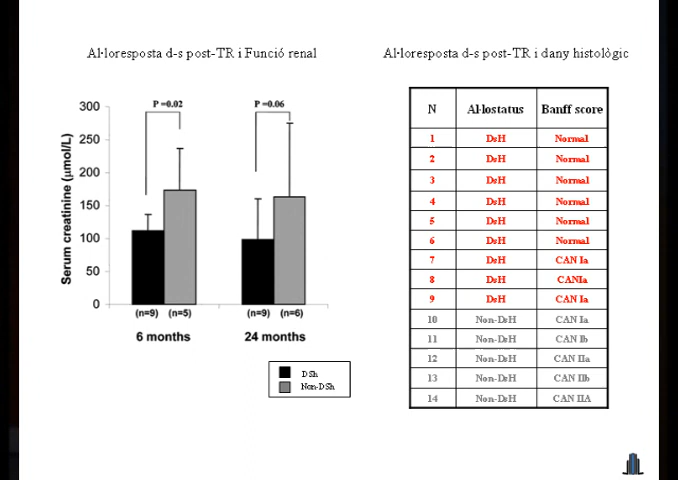 Al·loresposta d-s post-TR i Funció renal
Al·loresposta d-s post-TR i dany histològic
P =0.02
P =0.06
Serum creatinine (µmol/L)
300
250
200
150
100
50
0
(n=9) (n=5) (n=9) (n=6)
6 months 24 months
DSh
Non-DSh
N Al·lostatus Banff score
1 DsH Normal
2 DsH Normal
3 DsH Normal
4 DsH Normal
5 DsH Normal
6 DsH Normal
7 DsH CAN Ia
8 DsH CANIa
9 DsH CAN Ia
10 Non-DsH CAN Ia
11 Non-DsH CAN Ib
12 Non-DsH CAN IIa
13 Non-DsH CAN IIb
14 Non-DsH CAN IIA